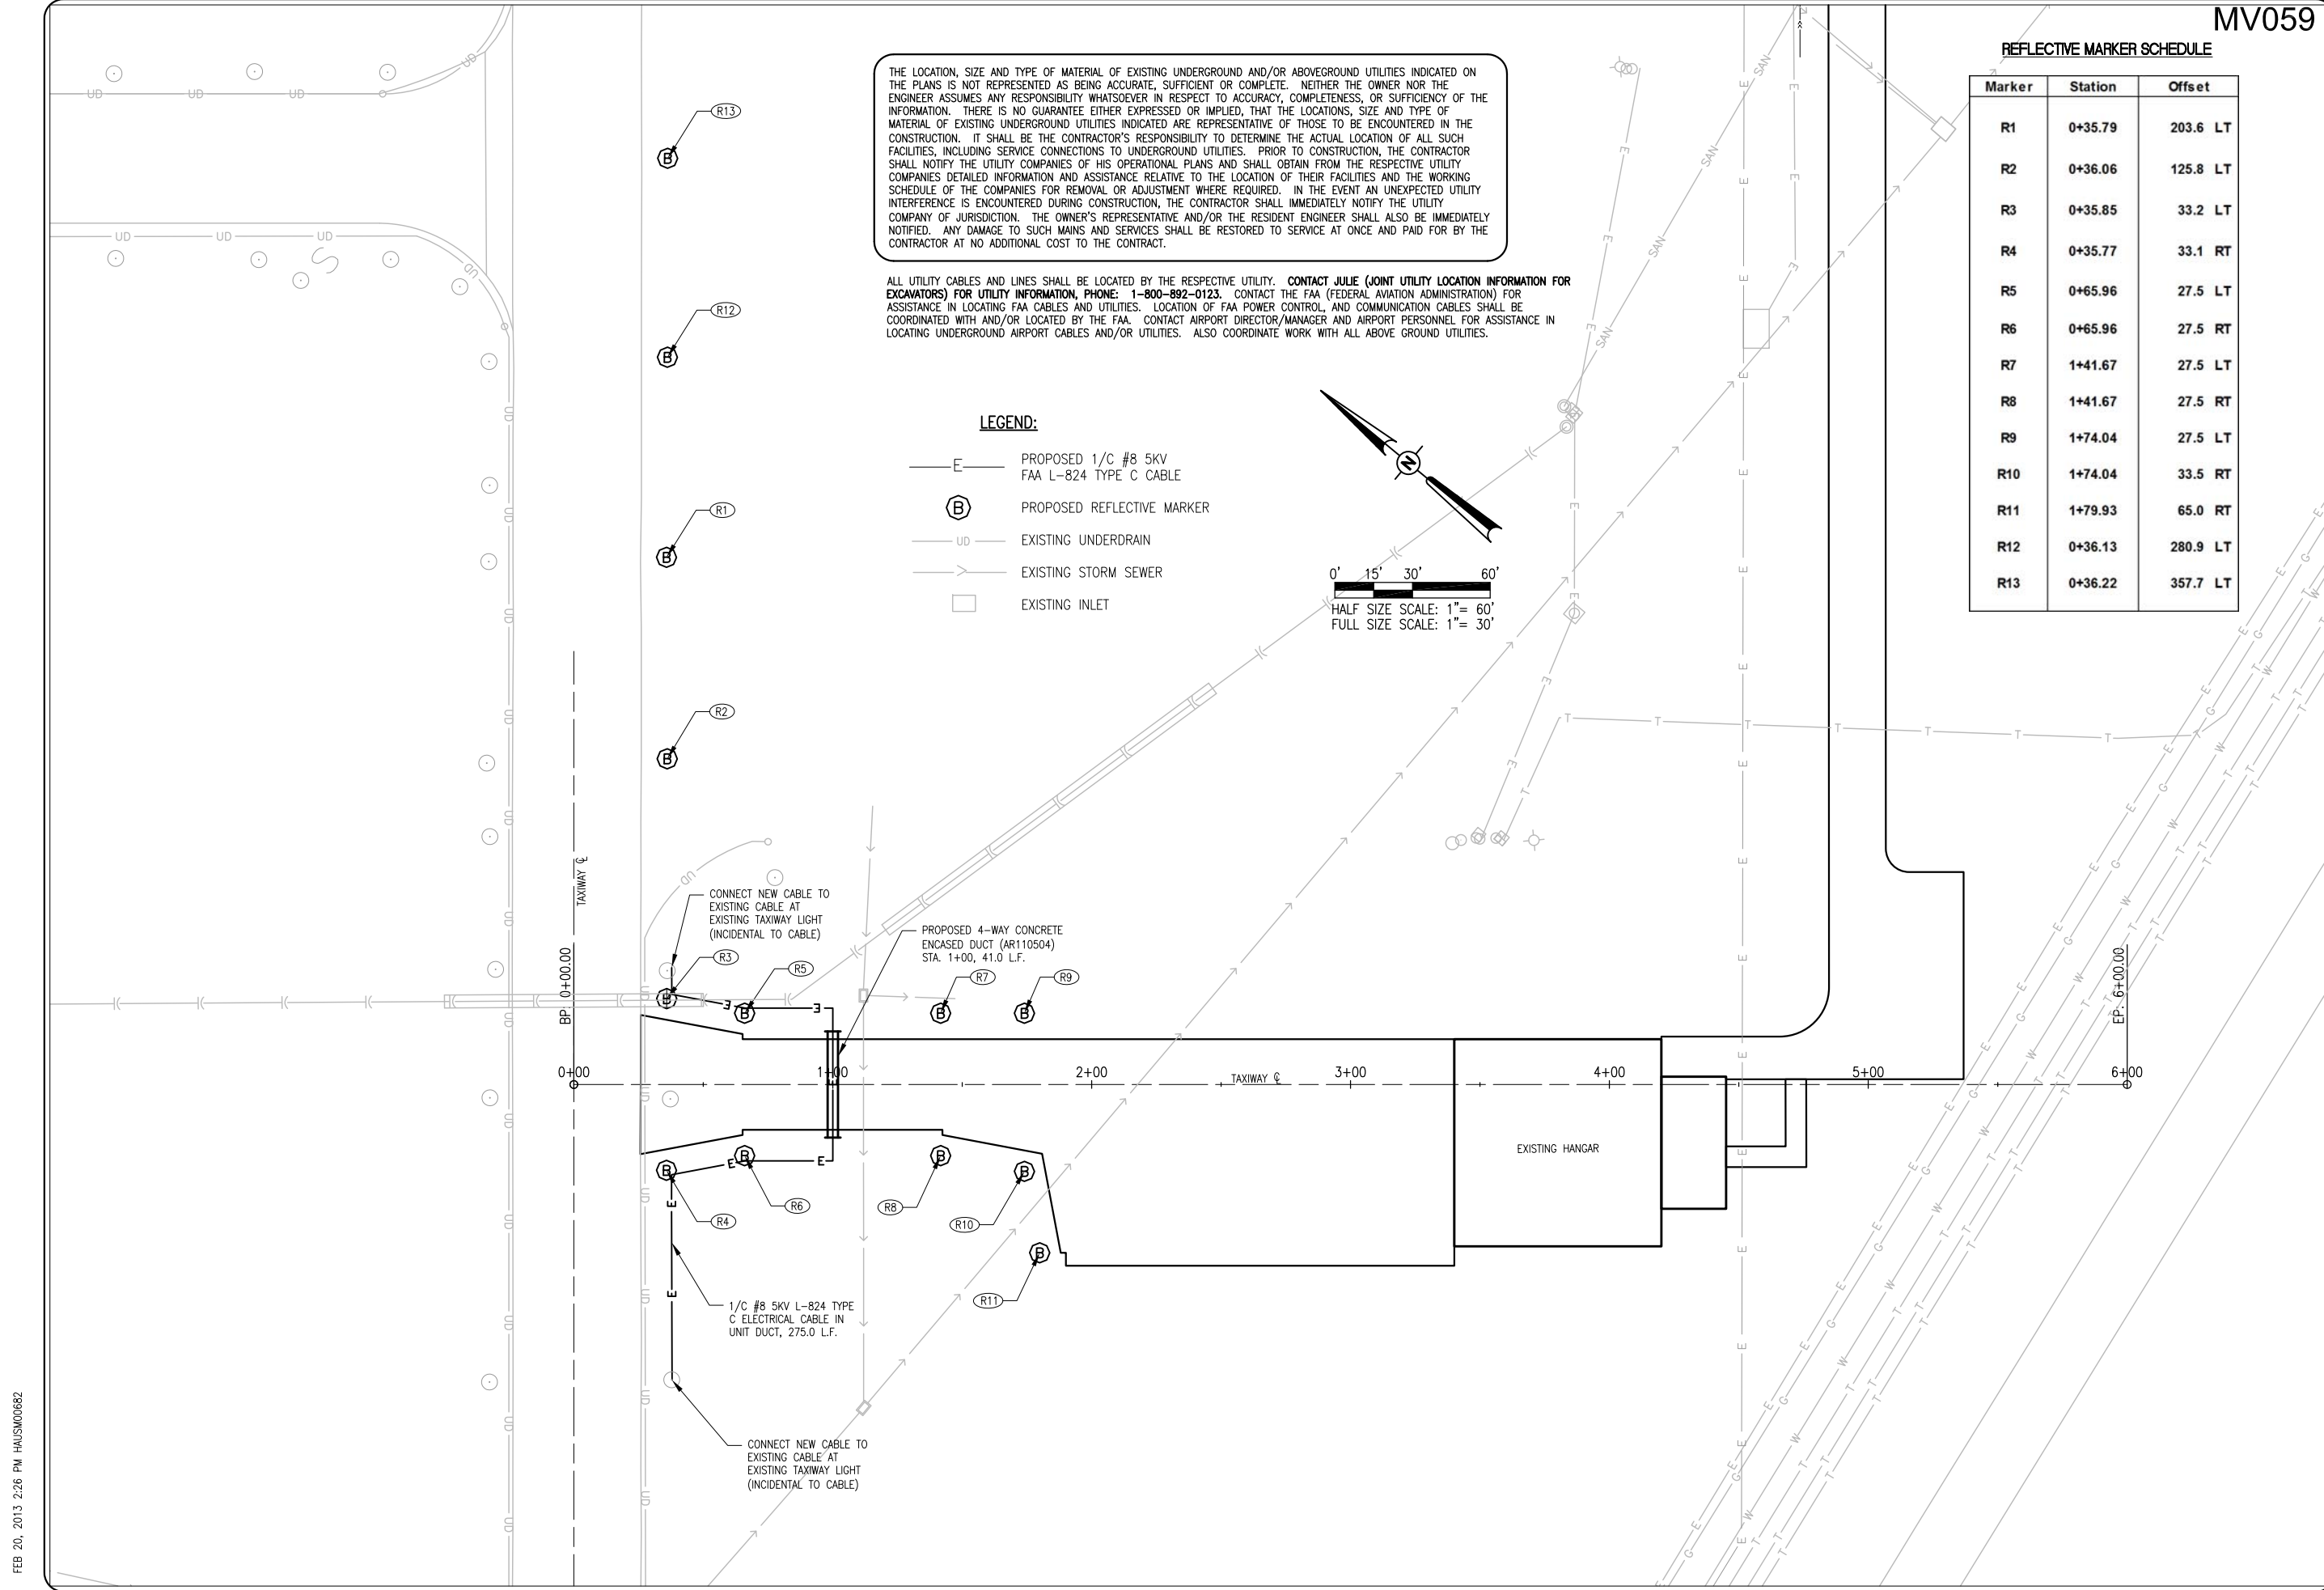 MV059
REFLECTIVE MARKER SCHEDULE
Marker Station Offset
R1 0+35.79 203.6 LT
R2 0+36.06 125.8 LT
R3 0+35.85 33.2 LT
R4 0+35.77 33.1 RT
R5 0+65.96 27.5 LT
R6 0+65.96 27.5 RT
R7 1+41.67 27.5 LT
R8 1+41.67 27.5 RT
R9 1+74.04 27.5 LT
R10 1+74.04 33.5 RT
R11 1+79.93 65.0 RT
R12 0+36.13 280.9 LT
R13 0+36.22 357.7 LT
THE LOCATION, SIZE AND TYPE OF MATERIAL OF EXISTING UNDERGROUND AND/OR ABOVEGROUND UTILITIES INDICATED ON
THE PLANS IS NOT REPRESENTED AS BEING ACCURATE, SUFFICIENT OR COMPLETE. NEITHER THE OWNER NOR THE
ENGINEER ASSUMES ANY RESPONSIBILITY WHATSOEVER IN RESPECT TO ACCURACY, COMPLETENESS, OR SUFFICIENCY OF THE
INFORMATION. THERE IS NO GUARANTEE EITHER EXPRESSED OR IMPLIED, THAT THE LOCATIONS, SIZE AND TYPE OF
MATERIAL OF EXISTING UNDERGROUND UTILITIES INDICATED ARE REPRESENTATIVE OF THOSE TO BE ENCOUNTERED IN THE
CONSTRUCTION. IT SHALL BE THE CONTRACTOR'S RESPONSIBILITY TO DETERMINE THE ACTUAL LOCATION OF ALL SUCH
FACILITIES, INCLUDING SERVICE CONNECTIONS TO UNDERGROUND UTILITIES. PRIOR TO CONSTRUCTION, THE CONTRACTOR
SHALL NOTIFY THE UTILITY COMPANIES OF HIS OPERATIONAL PLANS AND SHALL OBTAIN FROM THE RESPECTIVE UTILITY
COMPANIES DETAILED INFORMATION AND ASSISTANCE RELATIVE TO THE LOCATION OF THEIR FACILITIES AND THE WORKING
SCHEDULE OF THE COMPANIES FOR REMOVAL OR ADJUSTMENT WHERE REQUIRED. IN THE EVENT AN UNEXPECTED UTILITY
INTERFERENCE IS ENCOUNTERED DURING CONSTRUCTION, THE CONTRACTOR SHALL IMMEDIATELY NOTIFY THE UTILITY
COMPANY OF JURISDICTION. THE OWNER'S REPRESENTATIVE AND/OR THE RESIDENT ENGINEER SHALL ALSO BE IMMEDIATELY
NOTIFIED. ANY DAMAGE TO SUCH MAINS AND SERVICES SHALL BE RESTORED TO SERVICE AT ONCE AND PAID FOR BY THE
CONTRACTOR AT NO ADDITIONAL COST TO THE CONTRACT.
ALL UTILITY CABLES AND LINES SHALL BE LOCATED BY THE RESPECTIVE UTILITY. CONTACT JULIE (JOINT UTILITY LOCATION INFORMATION FOR
EXCAVATORS) FOR UTILITY INFORMATION, PHONE: 1-800-892-0123. CONTACT THE FAA (FEDERAL AVIATION ADMINISTRATION) FOR
ASSISTANCE IN LOCATING FAA CABLES AND UTILITIES. LOCATION OF FAA POWER CONTROL, AND COMMUNICATION CABLES SHALL BE
COORDINATED WITH AND/OR LOCATED BY THE FAA. CONTACT AIRPORT DIRECTOR/MANAGER AND AIRPORT PERSONNEL FOR ASSISTANCE IN
LOCATING UNDERGROUND AIRPORT CABLES AND/OR UTILITIES. ALSO COORDINATE WORK WITH ALL ABOVE GROUND UTILITIES.
LEGEND:
E PROPOSED 1/C #8 5KV
FAA L-824 TYPE C CABLE
B PROPOSED REFLECTIVE MARKER
UD EXISTING UNDERDRAIN
EXISTING STORM SEWER
EXISTING INLET
N
0' 15' 30' 60'
HALF SIZE SCALE: 1"= 60'
FULL SIZE SCALE: 1"= 30'
R13
B
R12
B
R1
B
R2
B
TAXIWAY ℄
BP: 0+00.00
CONNECT NEW CABLE TO
EXISTING CABLE AT
EXISTING TAXIWAY LIGHT
(INCIDENTAL TO CABLE)
R3
R5
PROPOSED 4-WAY CONCRETE
ENCASED DUCT (AR110504)
STA. 1+00, 41.0 L.F.
R7
R9
EP: 6+00.00
0+00 1+00 2+00 TAXIWAY ℄ 3+00 4+00 5+00 6+00
EXISTING HANGAR
R4
R6
R8
R10
R11
1/C #8 5KV L-824 TYPE
C ELECTRICAL CABLE IN
UNIT DUCT, 275.0 L.F.
CONNECT NEW CABLE TO
EXISTING CABLE AT
EXISTING TAXIWAY LIGHT
(INCIDENTAL TO CABLE)
FEB 20, 2013 2:26 PM HAUSM00682